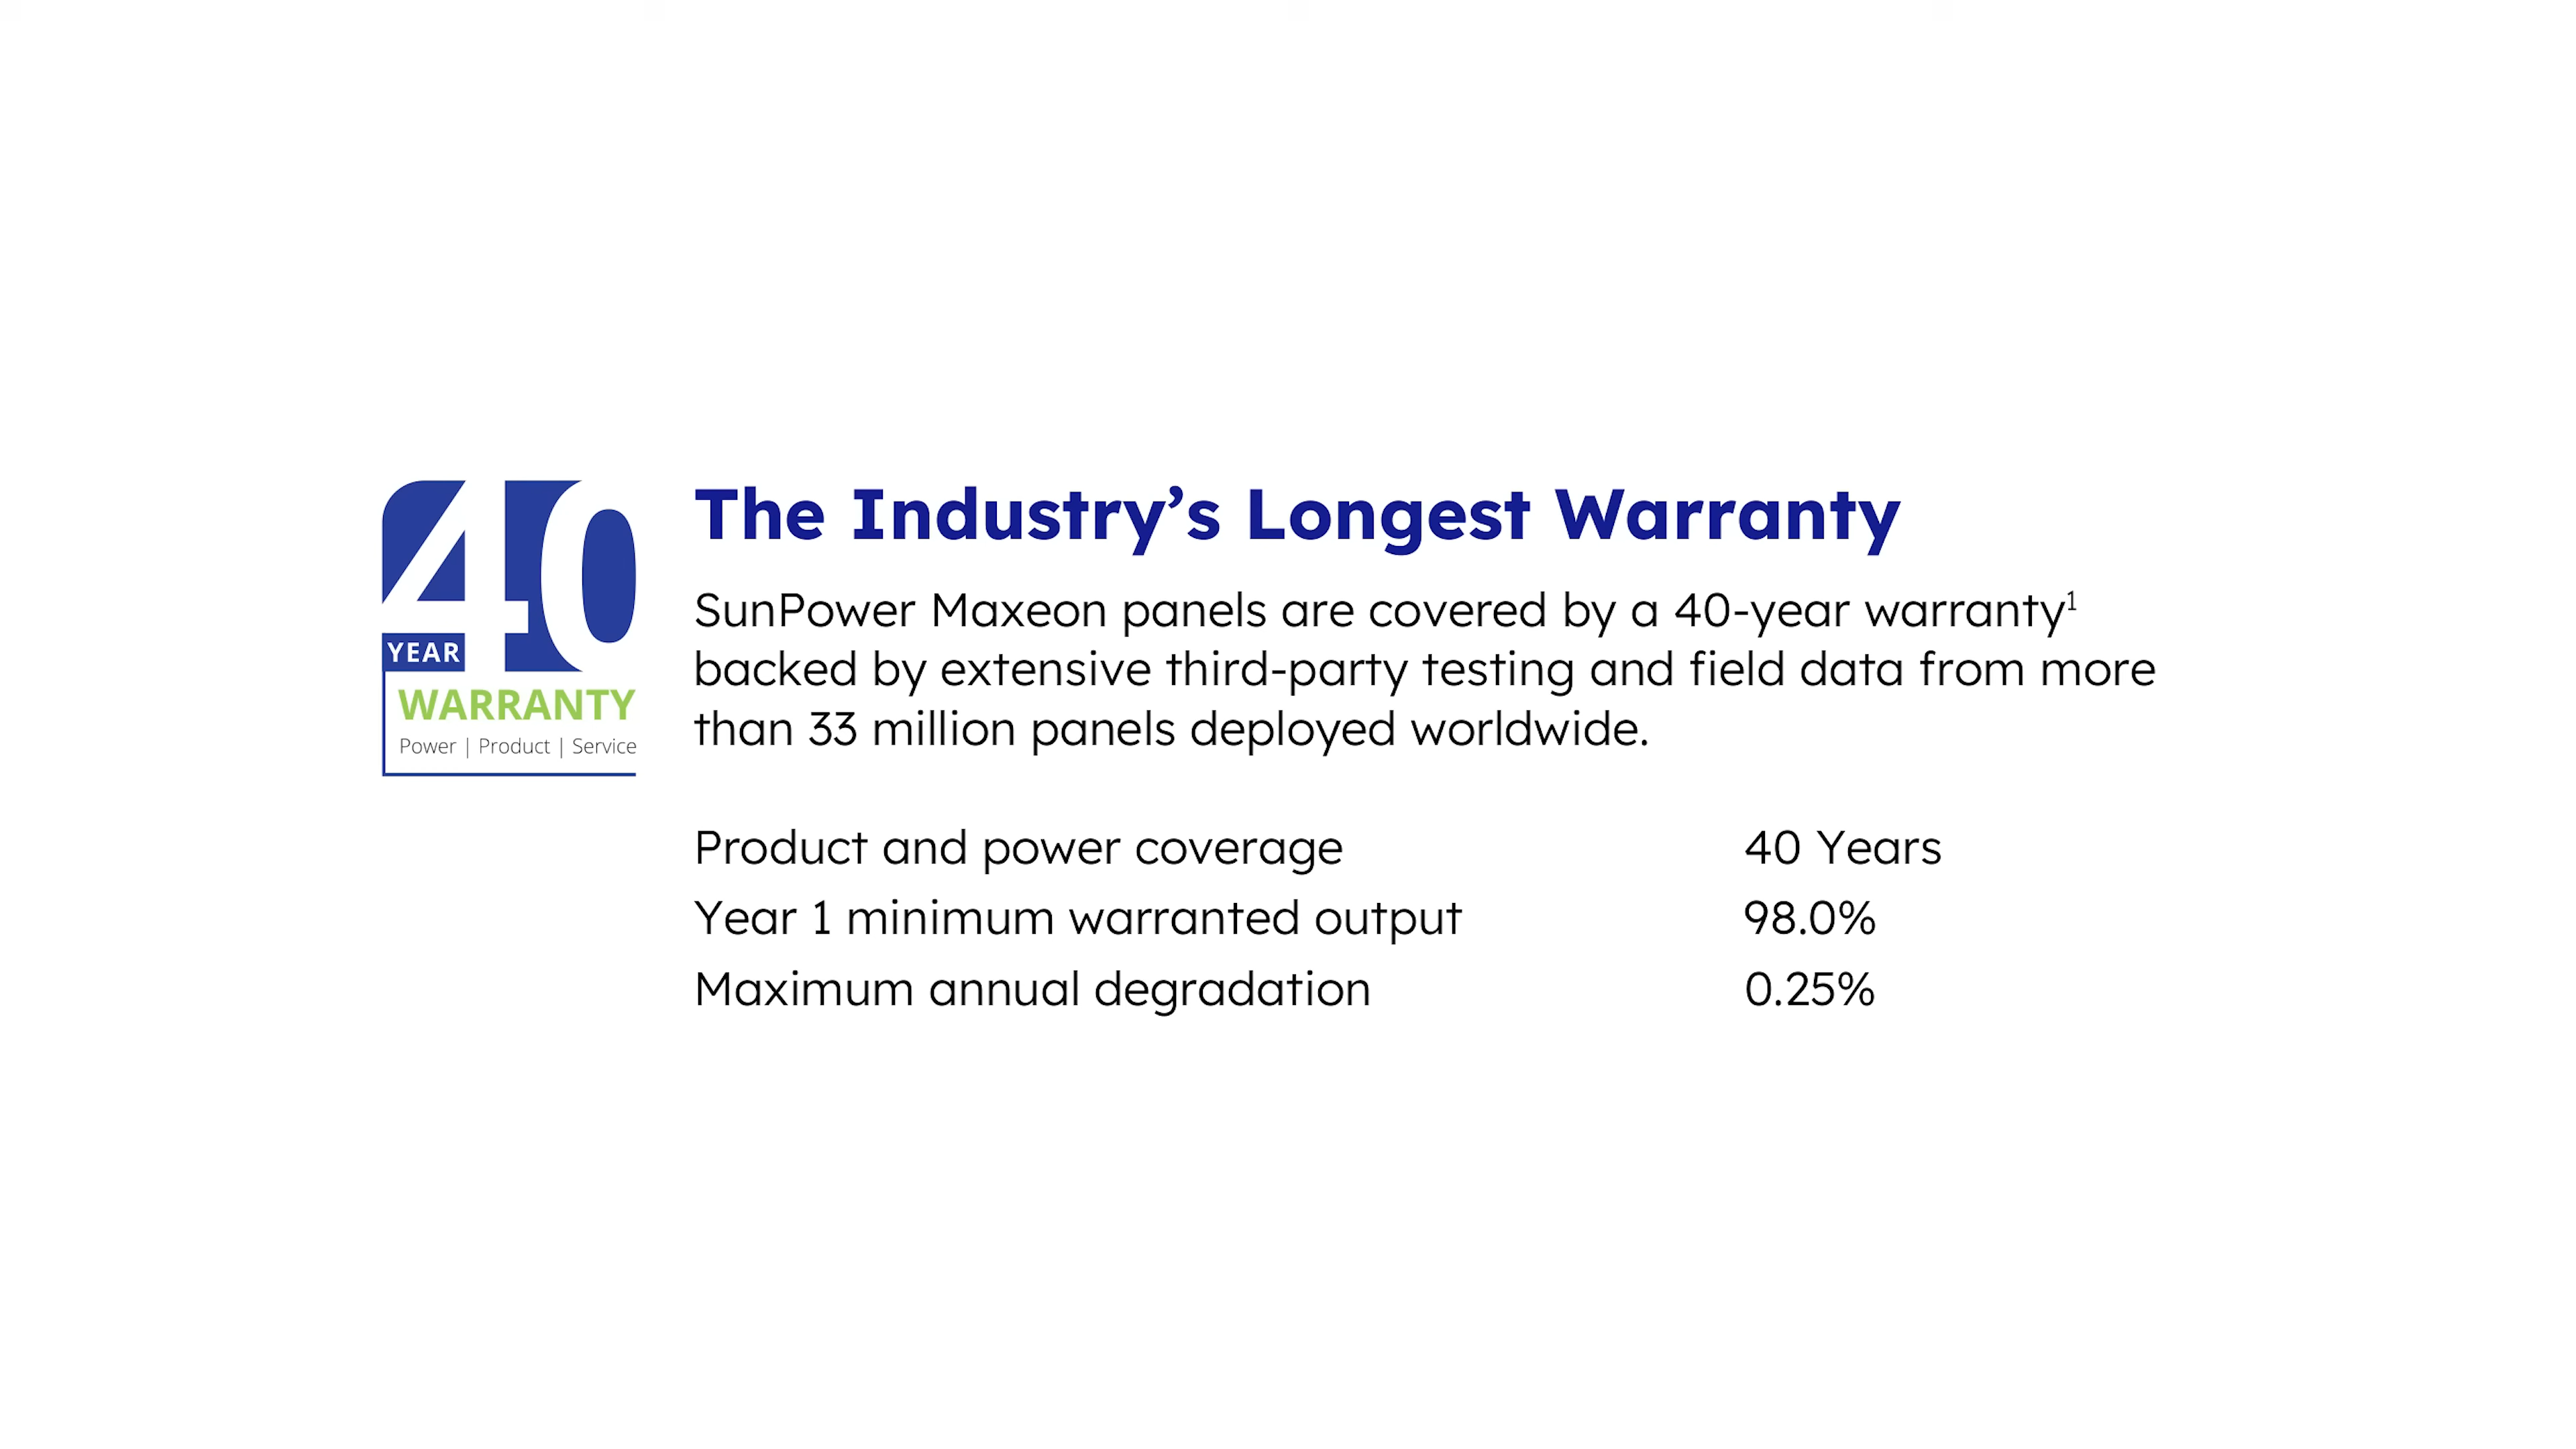 40
YEAR
WARRANTY
Power | Product | Service
The Industry’s Longest Warranty
SunPower Maxeon panels are covered by a 40-year warranty¹
backed by extensive third-party testing and field data from more
than 33 million panels deployed worldwide.
Product and power coverage 40 Years
Year 1 minimum warranted output 98.0%
Maximum annual degradation 0.25%